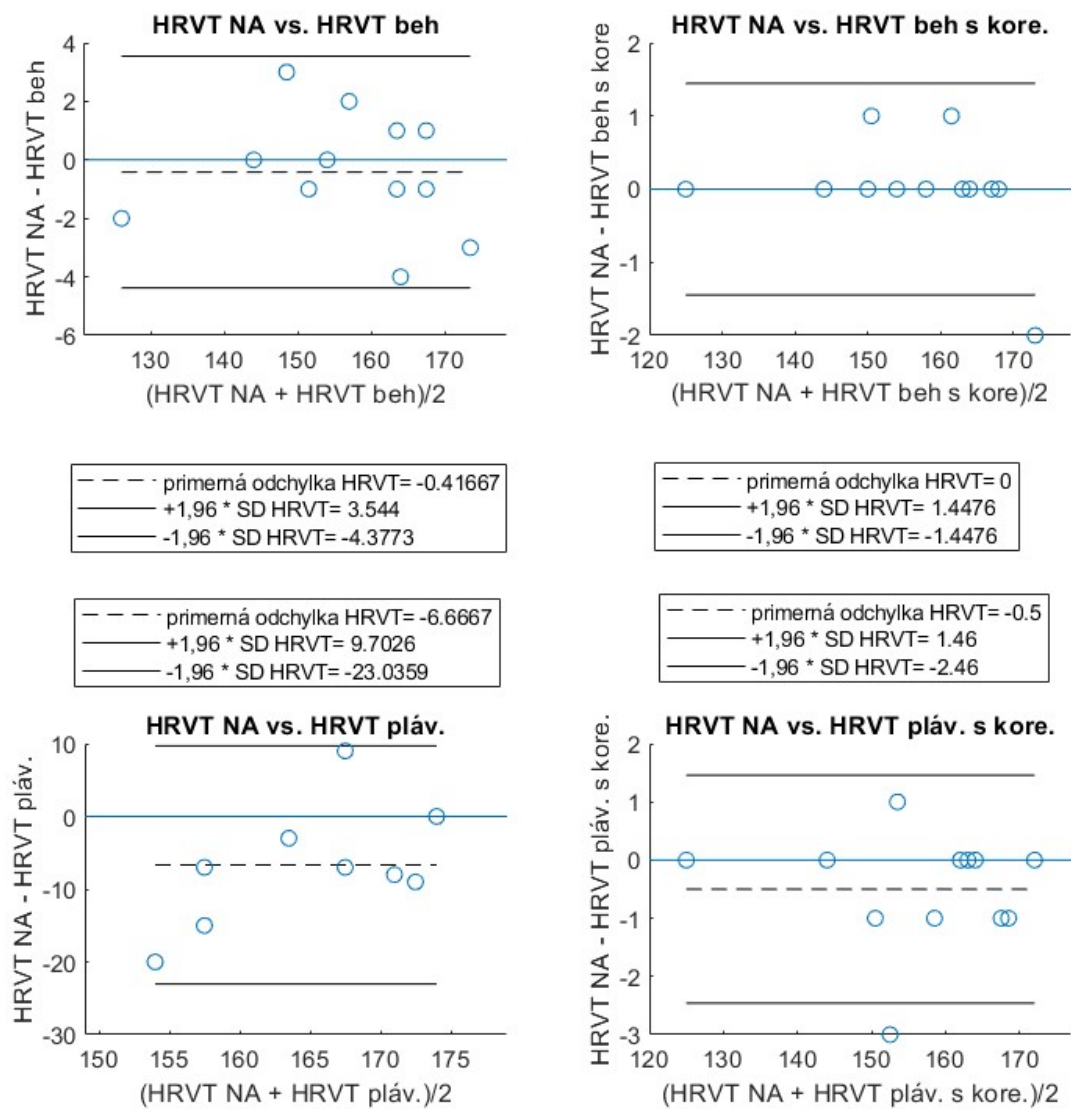 HRVT NA vs. HRVT beh
HRVT NA - HRVT beh
4
2
0
-2
-4
-6
130 140 150 160 170
(HRVT NA + HRVT beh)/2
HRVT NA vs. HRVT beh s kore.
HRVT NA - HRVT beh s kore
2
1
0
-1
-2
120 130 140 150 160 170
(HRVT NA + HRVT beh s kore)/2
primerná odchylka HRVT= -0.41667
+1,96 * SD HRVT= 3.544
-1,96 * SD HRVT= -4.3773
primerná odchylka HRVT= 0
+1,96 * SD HRVT= 1.4476
-1,96 * SD HRVT= -1.4476
primerná odchylka HRVT= -6.6667
+1,96 * SD HRVT= 9.7026
-1,96 * SD HRVT= -23.0359
primerná odchylka HRVT= -0.5
+1,96 * SD HRVT= 1.46
-1,96 * SD HRVT= -2.46
HRVT NA vs. HRVT pláv.
HRVT NA - HRVT pláv.
10
0
-10
-20
-30
150 155 160 165 170 175
(HRVT NA + HRVT pláv.)/2
HRVT NA vs. HRVT pláv. s kore.
HRVT NA - HRVT pláv. s kore.
2
1
0
-1
-2
-3
120 130 140 150 160 170
(HRVT NA + HRVT pláv. s kore.)/2